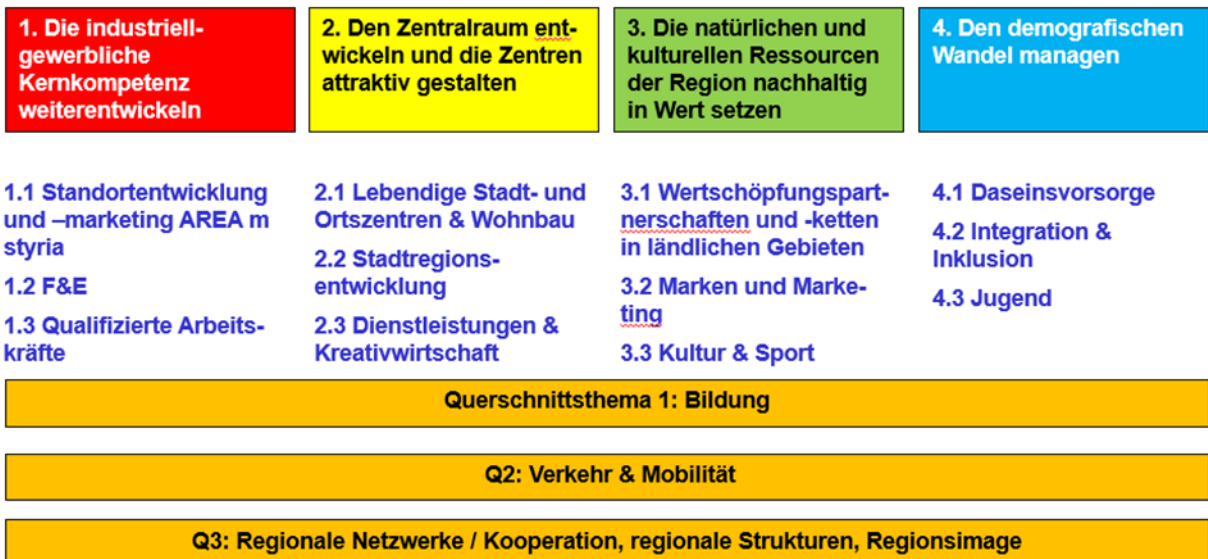 1. Die industriell-
gewerbliche
Kernkompetenz
weiterentwickeln
2. Den Zentralraum ent-
wickeln und die Zentren
attraktiv gestalten
3. Die natürlichen und
kulturellen Ressourcen
der Region nachhaltig
in Wert setzen
4. Den demografischen
Wandel managen
1.1 Standortentwicklung
und –marketing AREA m
styria
1.2 F&E
1.3 Qualifizierte Arbeits-
kräfte
2.1 Lebendige Stadt- und
Ortszentren & Wohnbau
2.2 Stadtregions-
entwicklung
2.3 Dienstleistungen &
Kreativwirtschaft
3.1 Wertschöpfungspart-
nerschaften und -ketten
in ländlichen Gebieten
3.2 Marken und Marke-
ting
3.3 Kultur & Sport
4.1 Daseinsvorsorge
4.2 Integration &
Inklusion
4.3 Jugend
Querschnittsthema 1: Bildung
Q2: Verkehr & Mobilität
Q3: Regionale Netzwerke / Kooperation, regionale Strukturen, Regionsimage